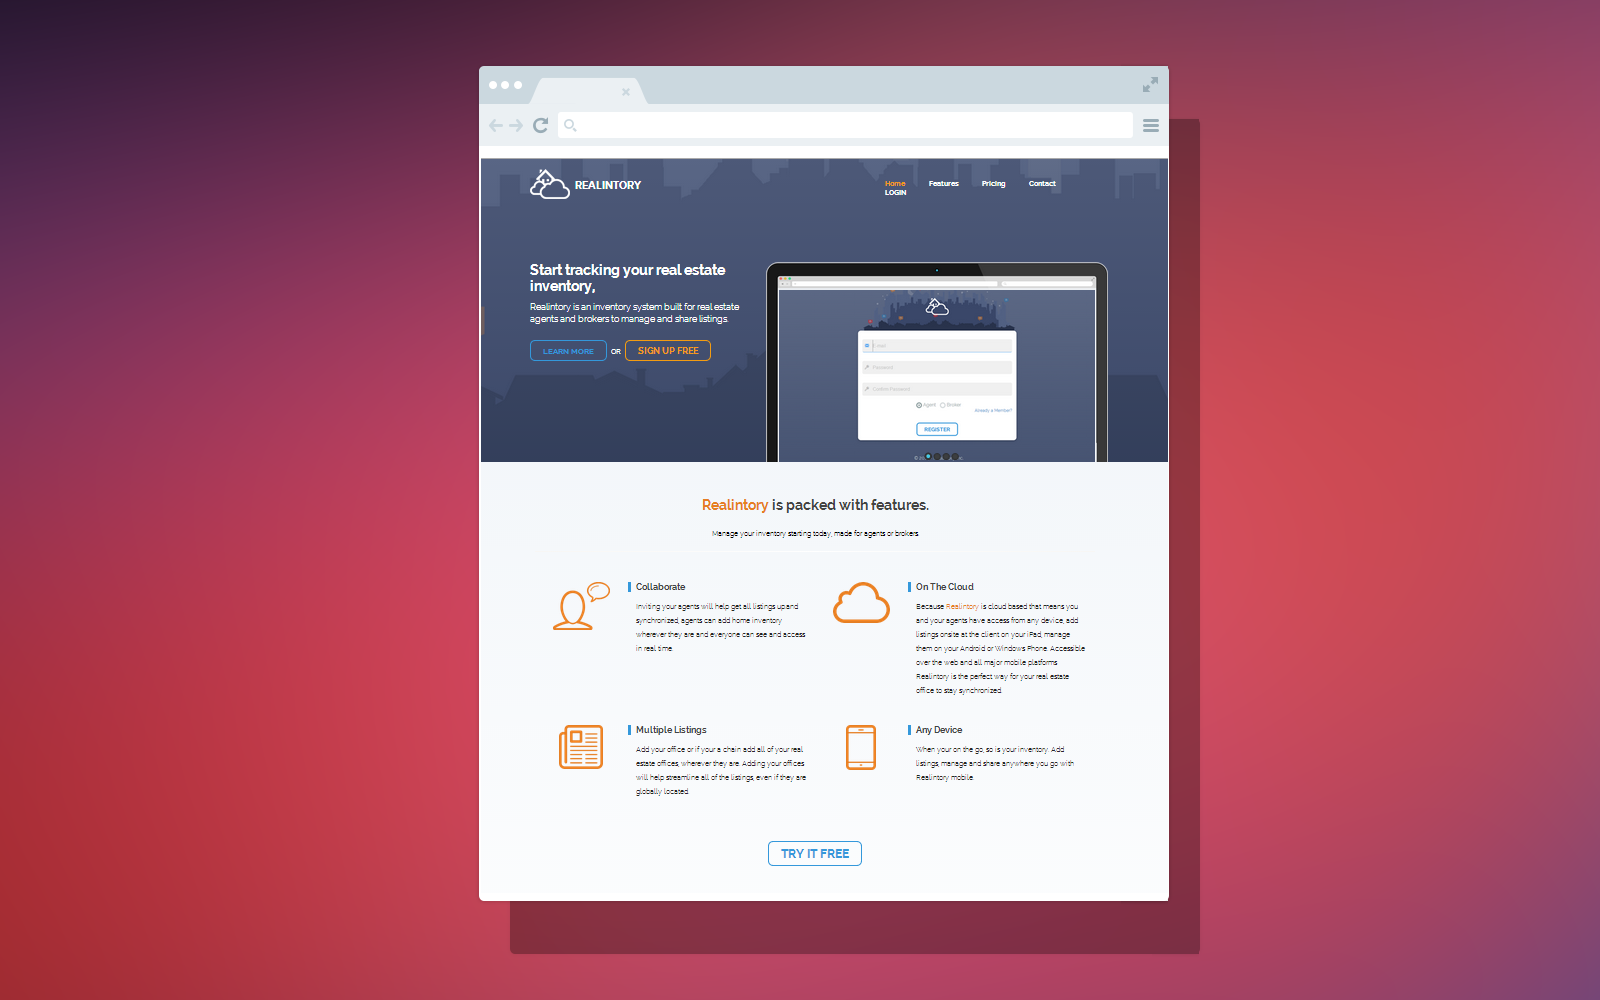 REALINTORY
Home Features Pricing Contact
LOGIN
Start tracking your real estate
inventory,
Realintory is an inventory system built for real estate
agents and brokers to manage and share listings.
LEARN MORE OR SIGN UP FREE
Password
Confirm Password
Agent Broker
Already a Member?
REGISTER
Realintory is packed with features.
Manage your inventory starting today, made for agents or brokers.
Collaborate
Inviting your agents will help get all listings up and
synchronized, agents can add home inventory
wherever they are and everyone can see and access
in real time.
On The Cloud
Because Realintory is cloud based that means you
and your agents have access from any device, add
listings onsite at the client on your iPad, manage
them on your Android or Windows Phone. Accessible
over the web and all major mobile platforms
Realintory is the perfect way for your real estate
office to stay synchronized.
Multiple Listings
Add your office or if your a chain add all of your real
estate offices, wherever they are. Adding your offices
will help streamline all of the listings, even if they are
globally located.
Any Device
When your on the go, so is your inventory. Add
listings, manage and share anywhere you go with
Realintory mobile.
TRY IT FREE